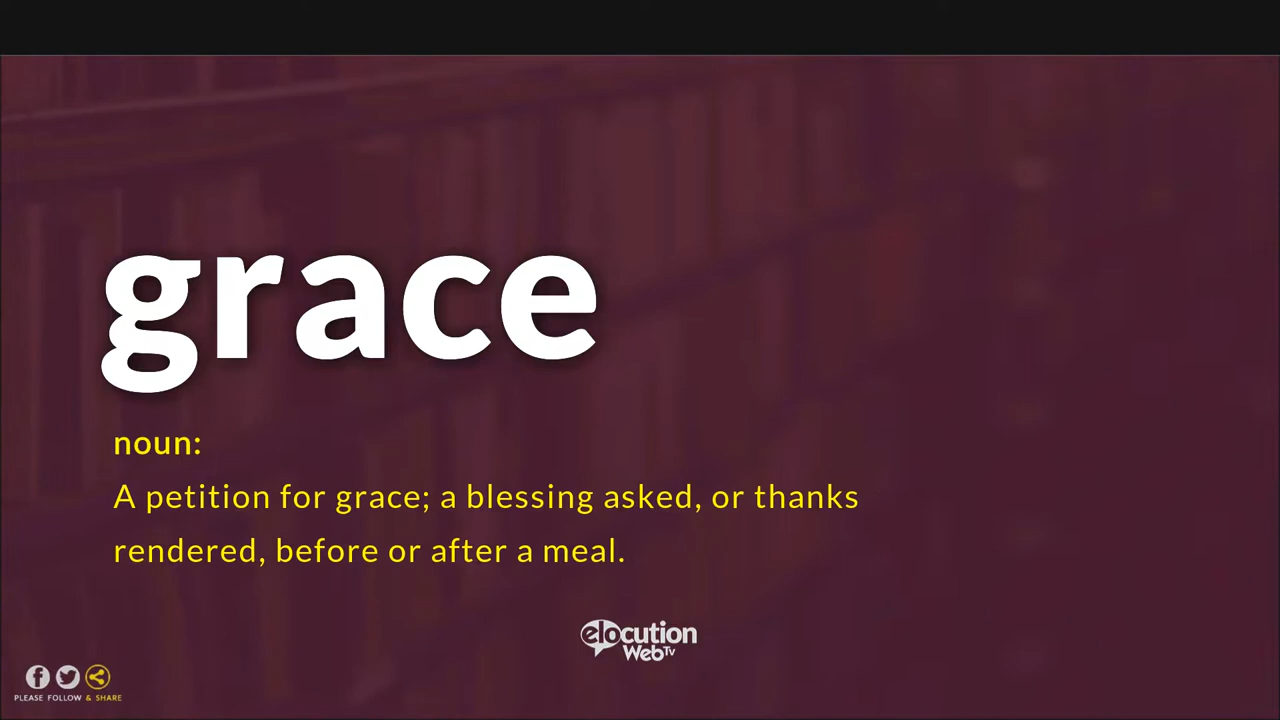 grace
noun:
A petition for grace; a blessing asked, or thanks
rendered, before or after a meal.
elocution
WebTv
PLEASE FOLLOW & SHARE